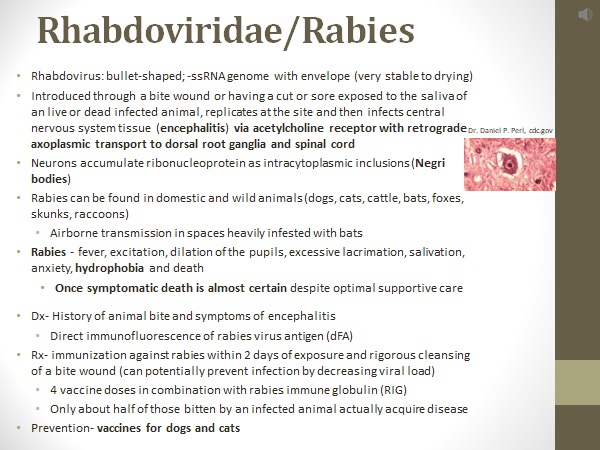 Rhabdoviridae/Rabies
• Rhabdovirus: bullet-shaped; -ssRNA genome with envelope (very stable to drying)
• Introduced through a bite wound or having a cut or sore exposed to the saliva of
an live or dead infected animal, replicates at the site and then infects central
nervous system tissue (encephalitis) via acetylcholine receptor with retrograde
axoplasmic transport to dorsal root ganglia and spinal cord
Dr. Daniel P. Perl, cdc.gov
• Neurons accumulate ribonucleoprotein as intracytoplasmic inclusions (Negri
bodies)
• Rabies can be found in domestic and wild animals (dogs, cats, cattle, bats, foxes,
skunks, raccoons)
• Airborne transmission in spaces heavily infested with bats
• Rabies - fever, excitation, dilation of the pupils, excessive lacrimation, salivation,
anxiety, hydrophobia and death
• Once symptomatic death is almost certain despite optimal supportive care
• Dx- History of animal bite and symptoms of encephalitis
• Direct immunofluorescence of rabies virus antigen (dFA)
• Rx- immunization against rabies within 2 days of exposure and rigorous cleansing
of a bite wound (can potentially prevent infection by decreasing viral load)
• 4 vaccine doses in combination with rabies immune globulin (RIG)
• Only about half of those bitten by an infected animal actually acquire disease
• Prevention- vaccines for dogs and cats